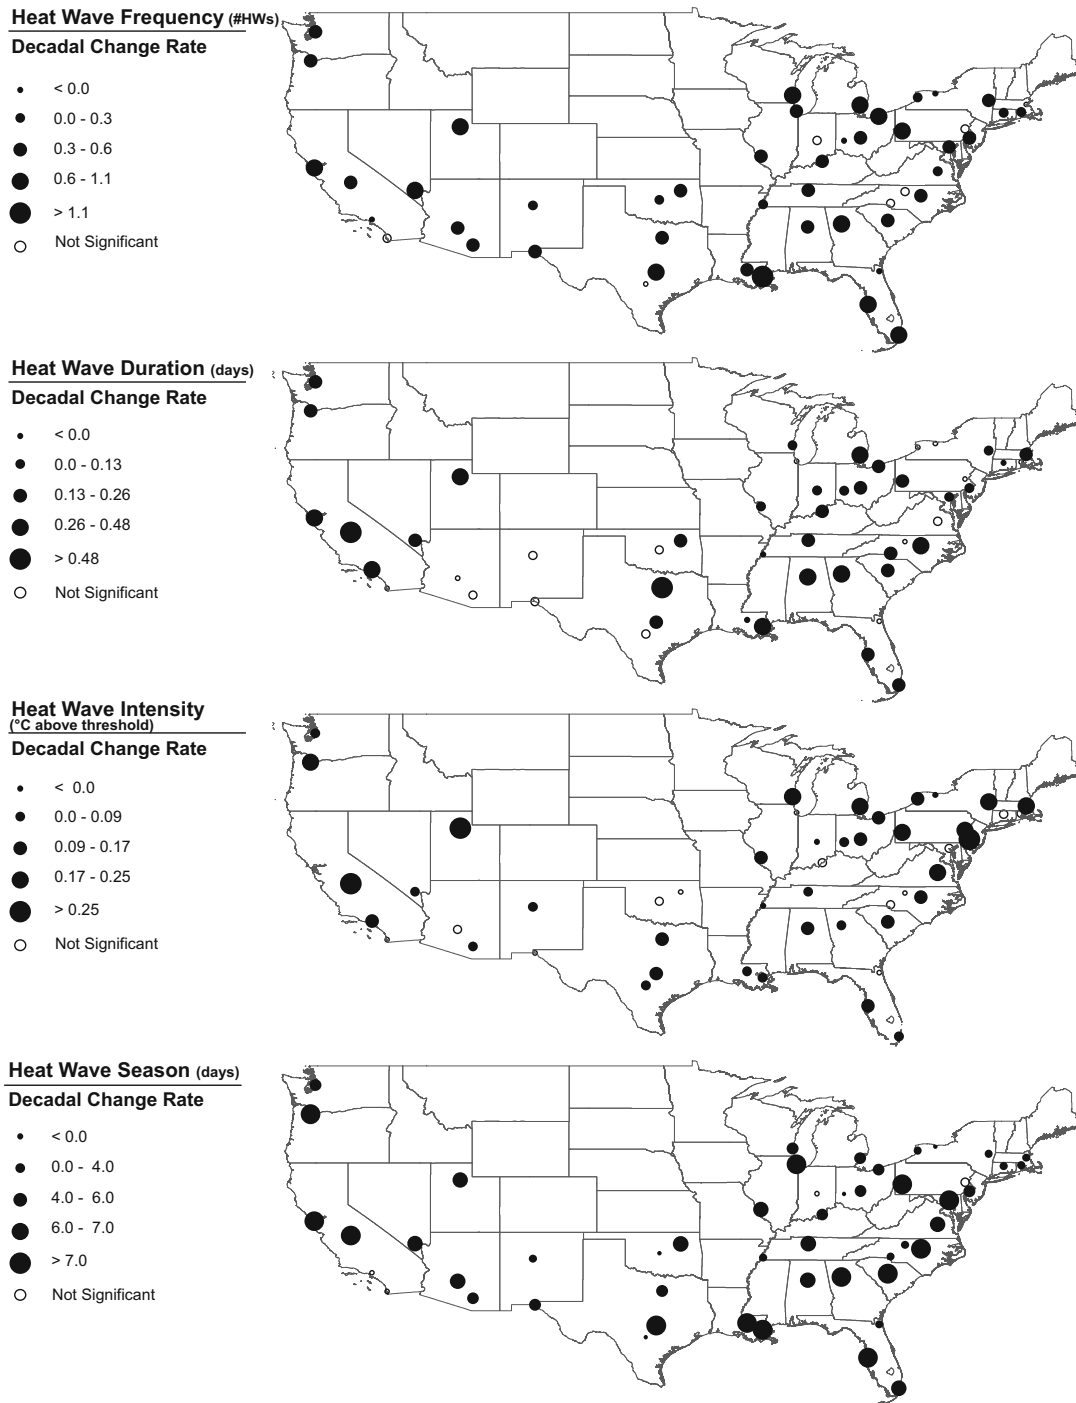 Heat Wave Frequency (#HWs)
Decadal Change Rate
< 0.0
0.0 - 0.3
0.3 - 0.6
0.6 - 1.1
> 1.1
Not Significant
Heat Wave Duration (days)
Decadal Change Rate
< 0.0
0.0 - 0.13
0.13 - 0.26
0.26 - 0.48
> 0.48
Not Significant
Heat Wave Intensity
(°C above threshold)
Decadal Change Rate
< 0.0
0.0 - 0.09
0.09 - 0.17
0.17 - 0.25
> 0.25
Not Significant
Heat Wave Season (days)
Decadal Change Rate
< 0.0
0.0 - 4.0
4.0 - 6.0
6.0 - 7.0
> 7.0
Not Significant